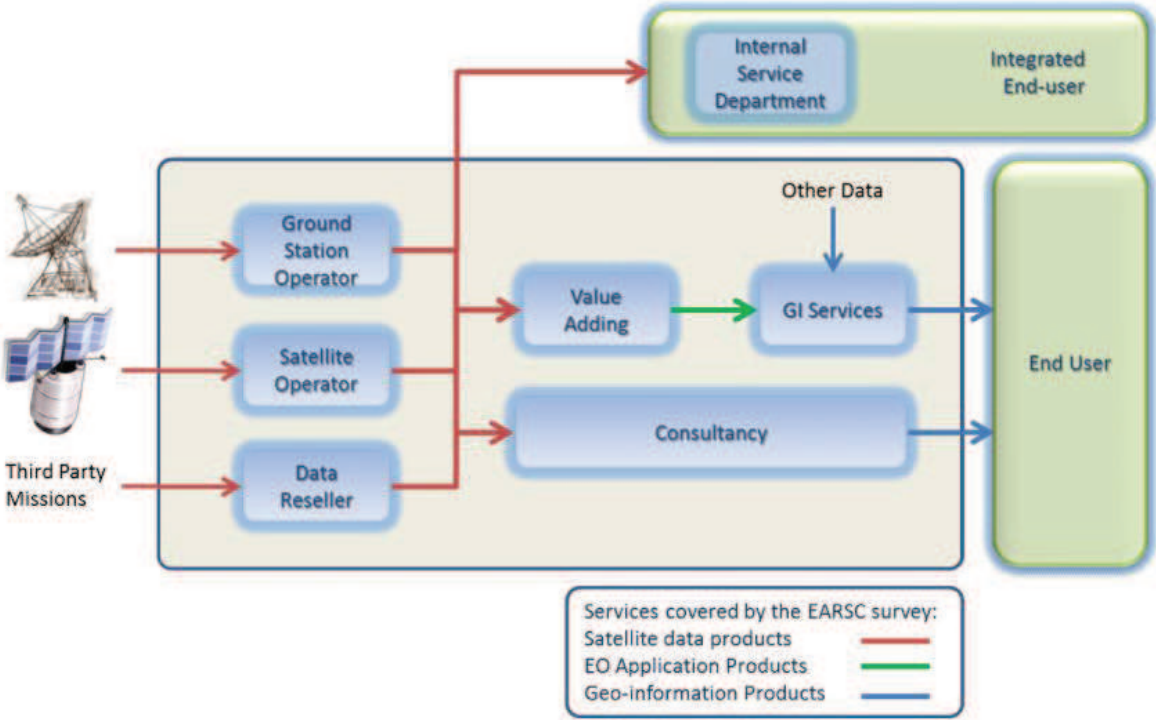 Internal
Service
Department
Integrated
End-user
Other Data
Ground
Station
Operator
Value
Adding
GI Services
Satellite
Operator
End User
Consultancy
Third Party
Missions
Data
Reseller
Services covered by the EARSC survey:
Satellite data products
EO Application Products
Geo-information Products